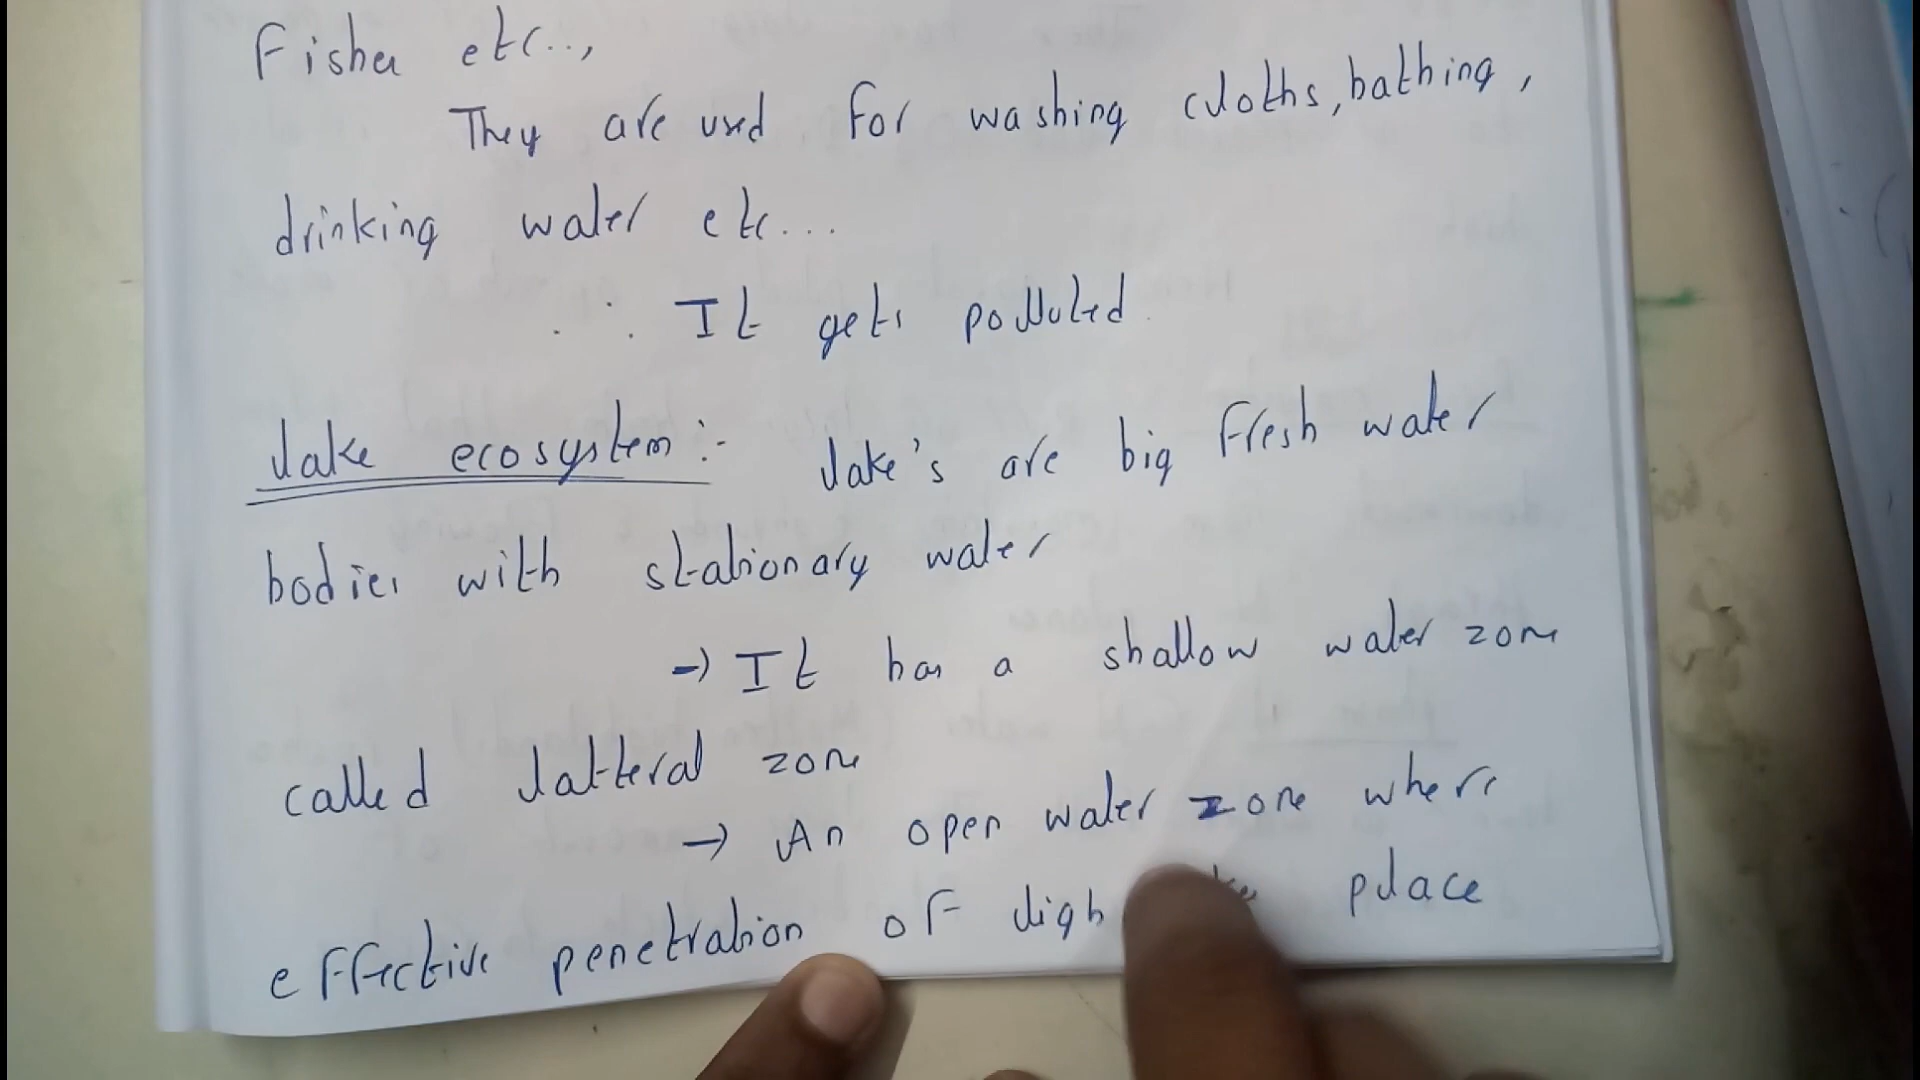 Fishes etc..,
They are used for washing cloths, bathing,
drinking water etc...
∴ It gets polluted
Lake ecosystem :- Lake's are big fresh water
bodies with stationary water
→ It has a shallow water zone
called latteral zone
→ An open water zone where
effective penetration of place